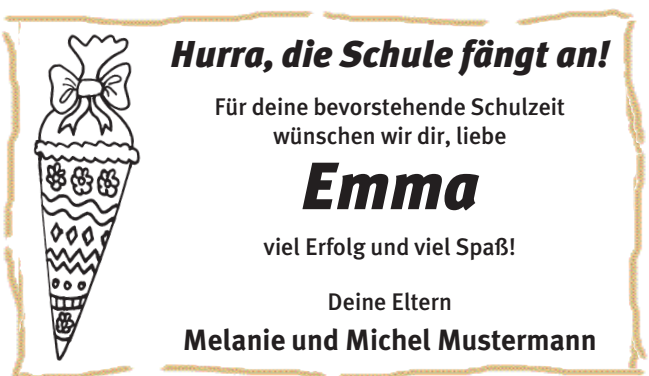 Hurra, die Schule fängt an!
Für deine bevorstehende Schulzeit
wünschen wir dir, liebe
Emma
viel Erfolg und viel Spaß!
Deine Eltern
Melanie und Michel Mustermann